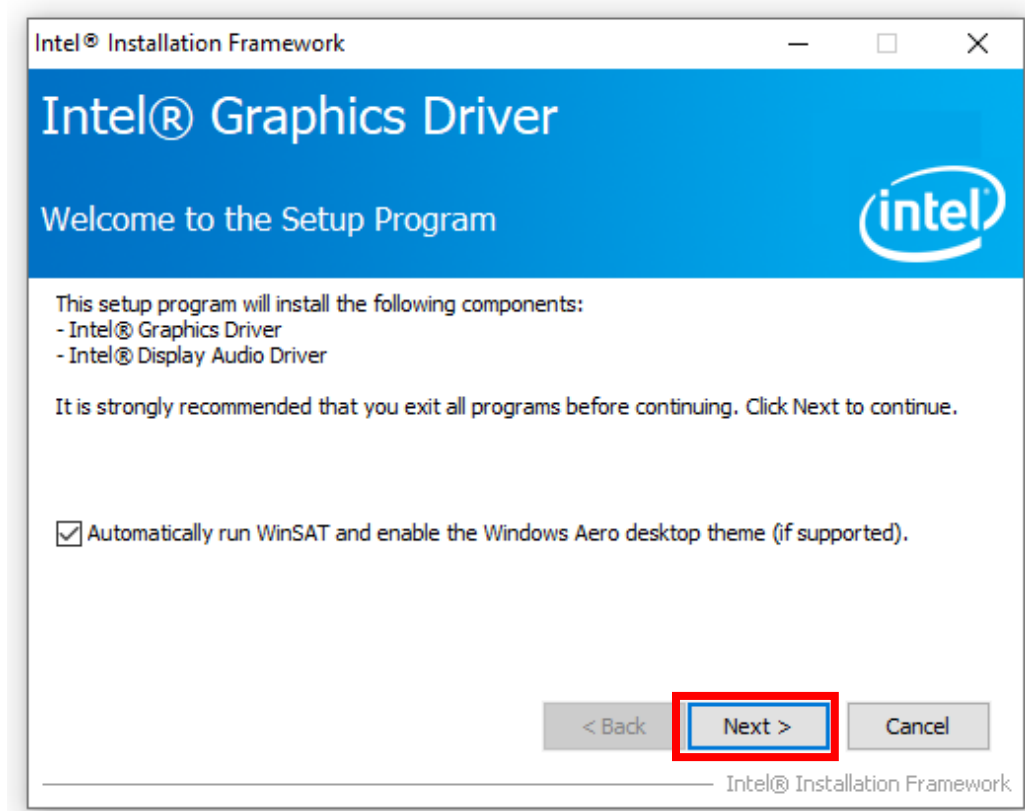 Intel® Installation Framework
Intel® Graphics Driver
Welcome to the Setup Program
intel
This setup program will install the following components:
- Intel® Graphics Driver
- Intel® Display Audio Driver
It is strongly recommended that you exit all programs before continuing. Click Next to continue.
Automatically run WinSAT and enable the Windows Aero desktop theme (if supported).
< Back
Next >
Cancel
Intel® Installation Framework